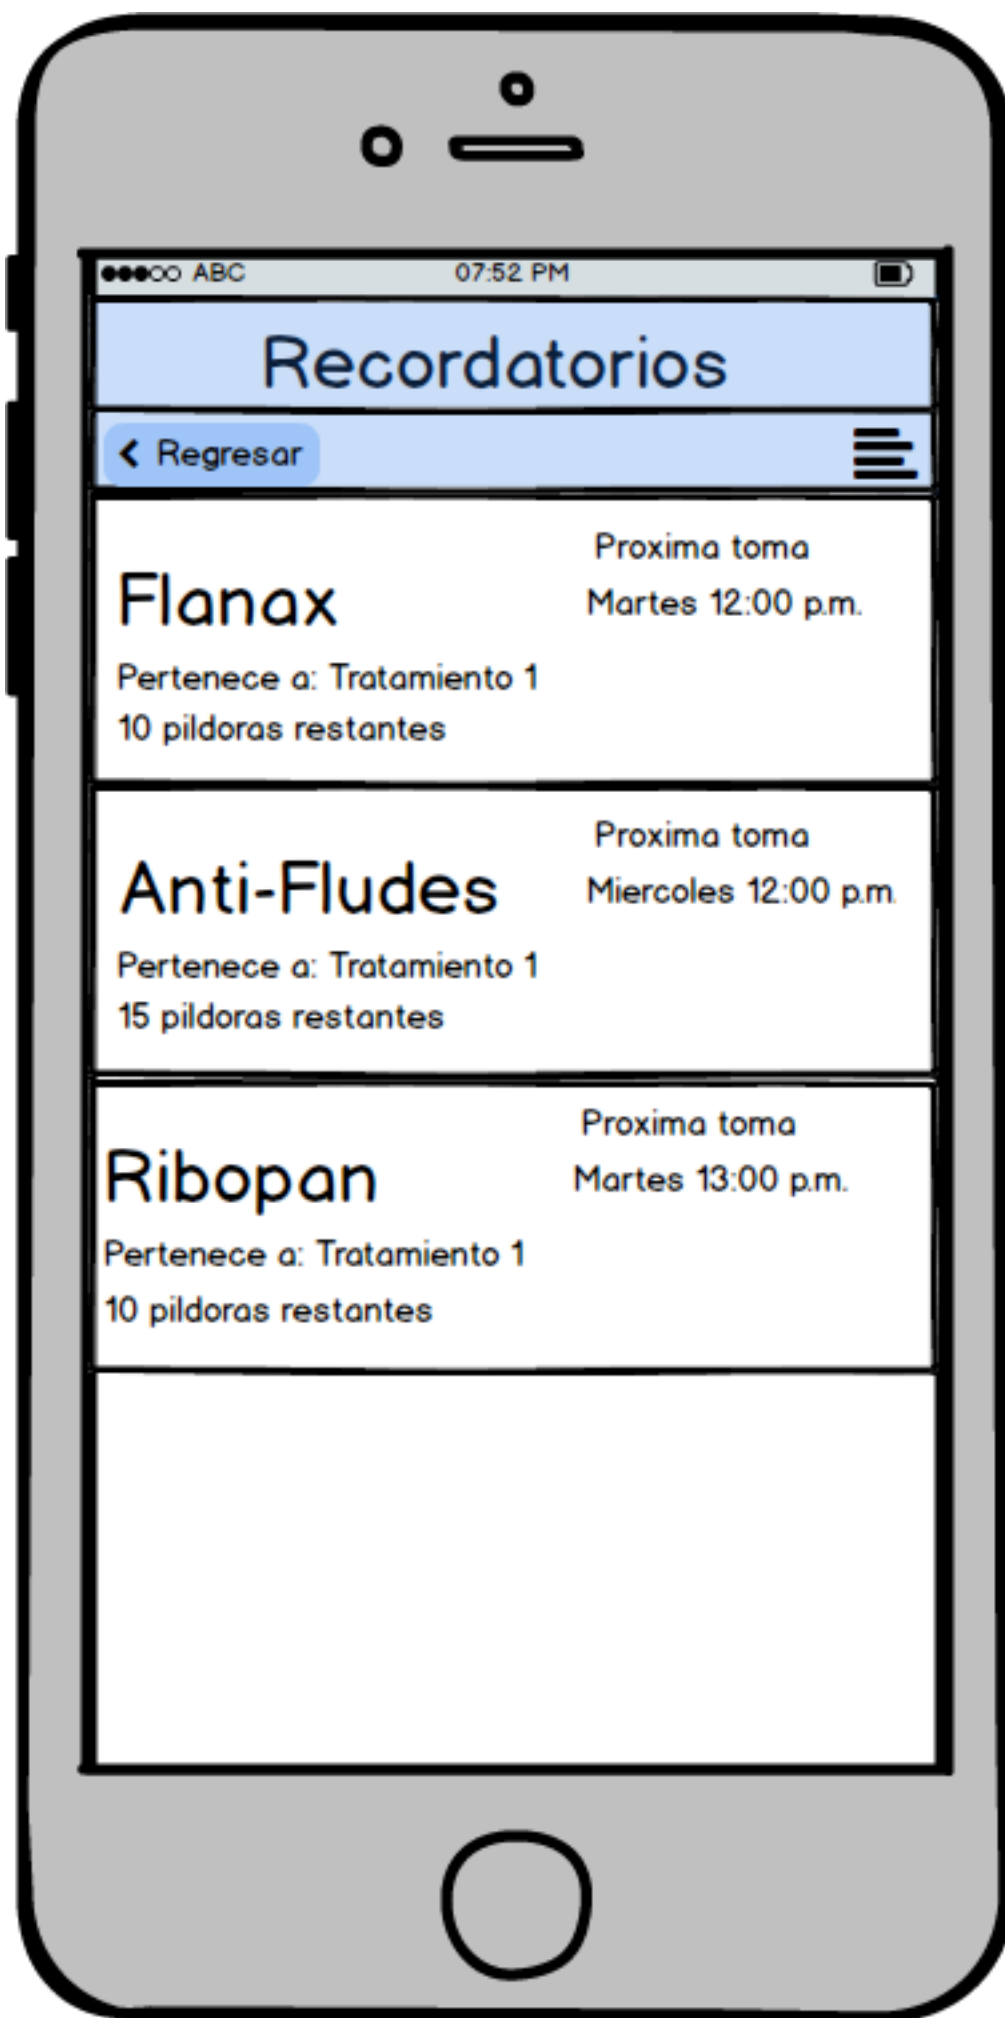 ABC 07:52 PM
Recordatorios
Regresar
Proxima toma
Flanax
Martes 12:00 p.m.
Pertenece a: Tratamiento 1
10 pildoras restantes
Proxima toma
Anti-Fludes
Miercoles 12:00 p.m.
Pertenece a: Tratamiento 1
15 pildoras restantes
Proxima toma
Ribopan
Martes 13:00 p.m.
Pertenece a: Tratamiento 1
10 pildoras restantes